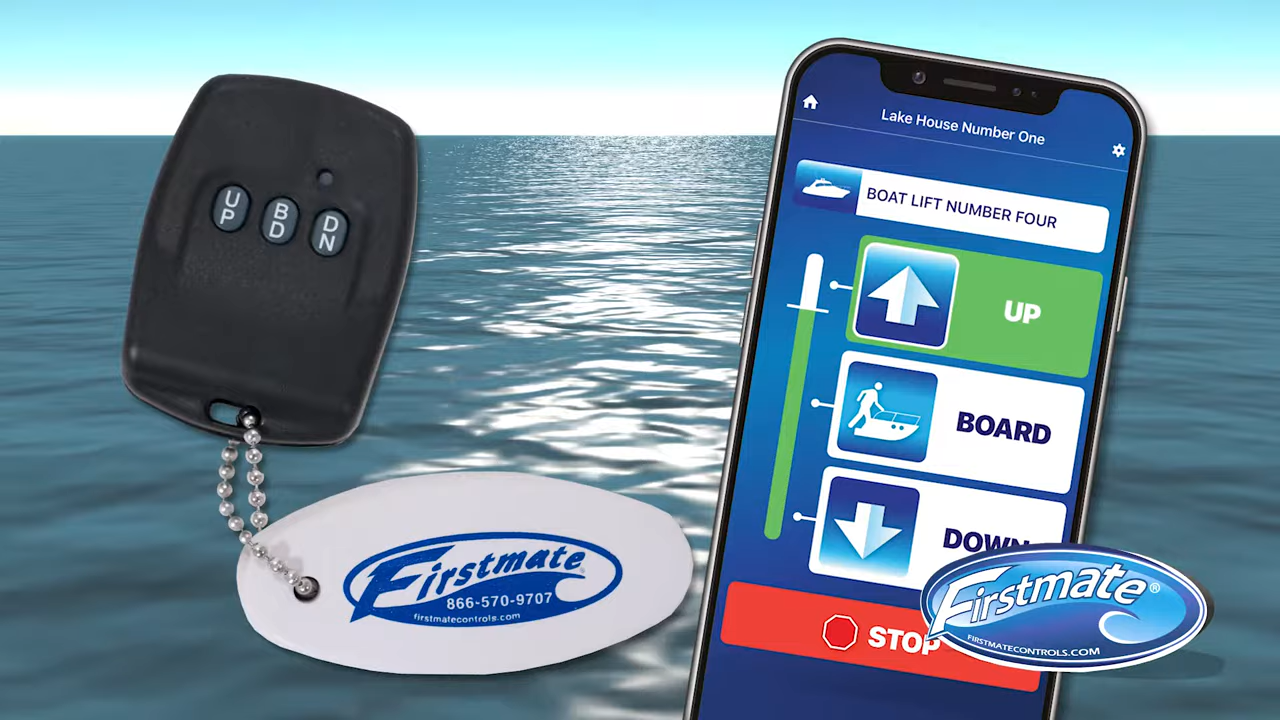 UP
BD
DN
Firstmate
866-570-9707
firstmatecontrols.com
Lake House Number One
BOAT LIFT NUMBER FOUR
UP
BOARD
DOWN
STOP
Firstmate®
FIRSTMATECONTROLS.COM